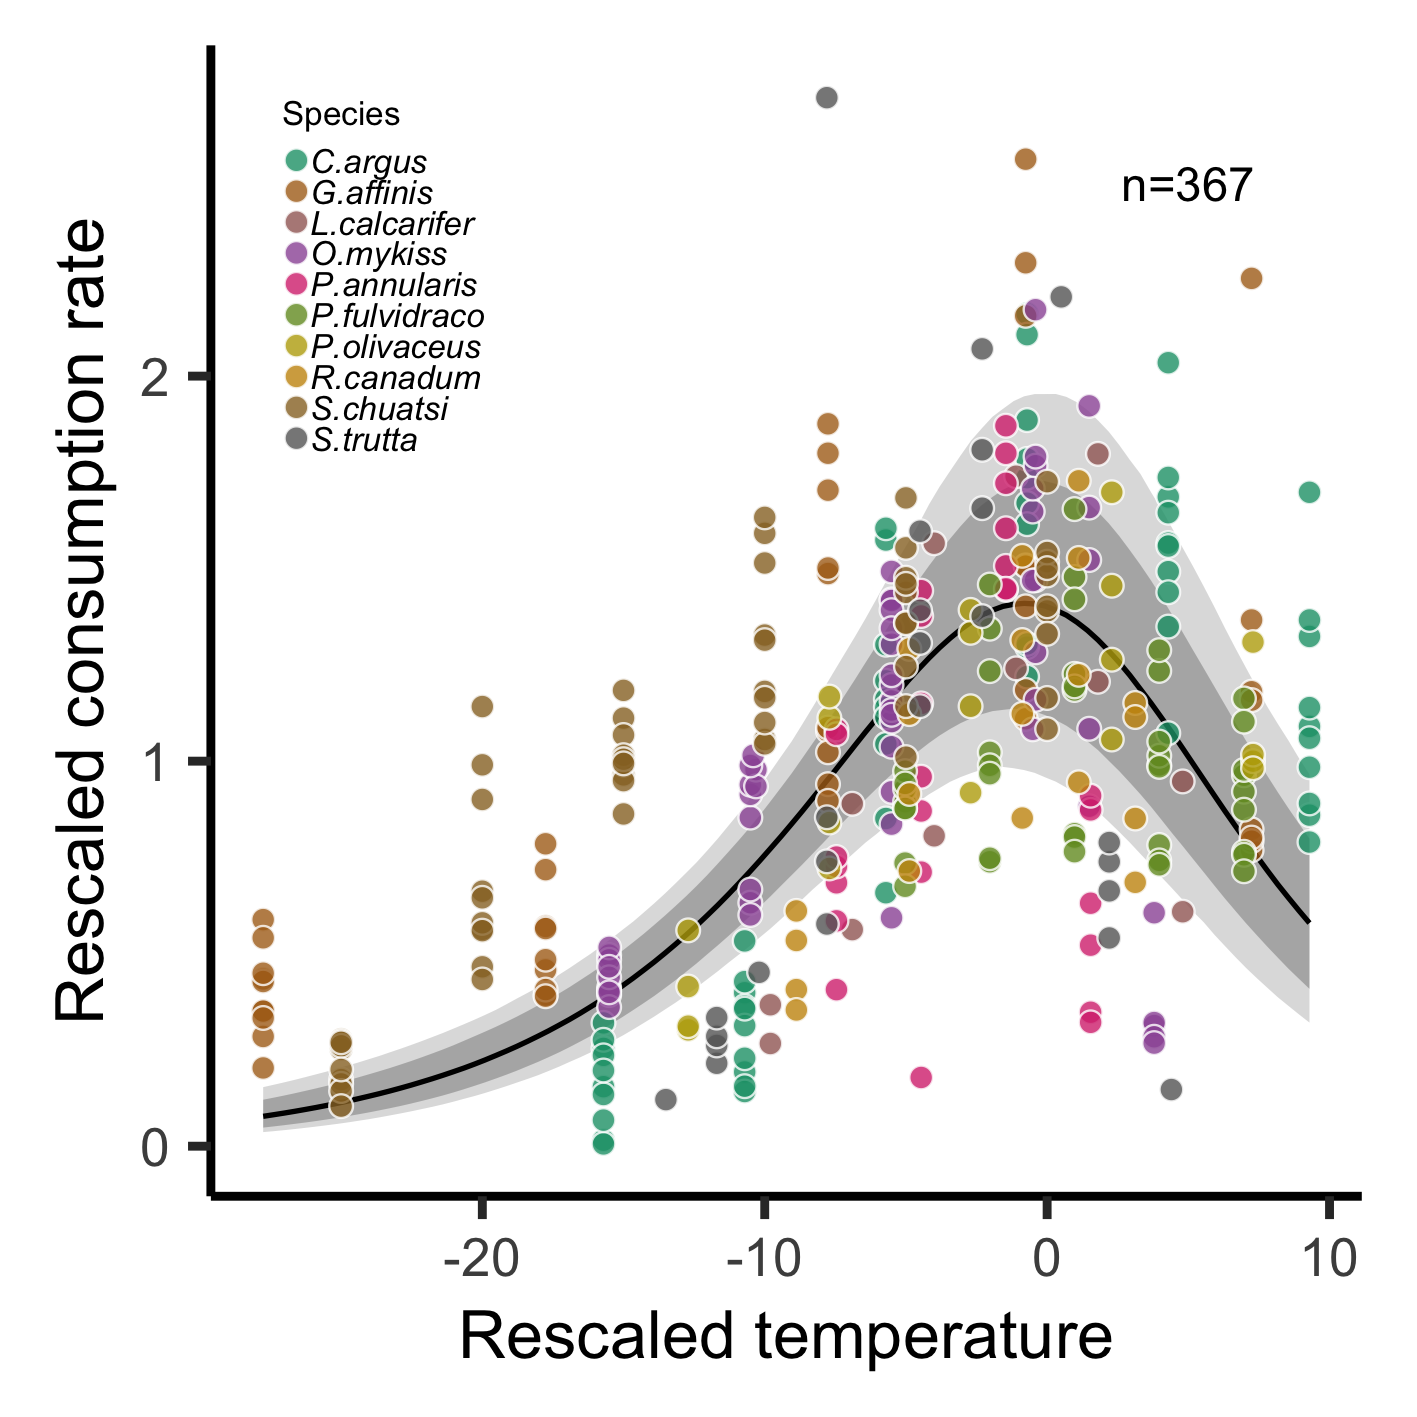 Species
C.argus
G.affinis
L.calcarifer
O.mykiss
P.annularis
P.fulvidraco
P.olivaceus
R.canadum
S.chuatsi
S.trutta
n=367
Rescaled consumption rate
2
1
0
-20 -10 0 10
Rescaled temperature